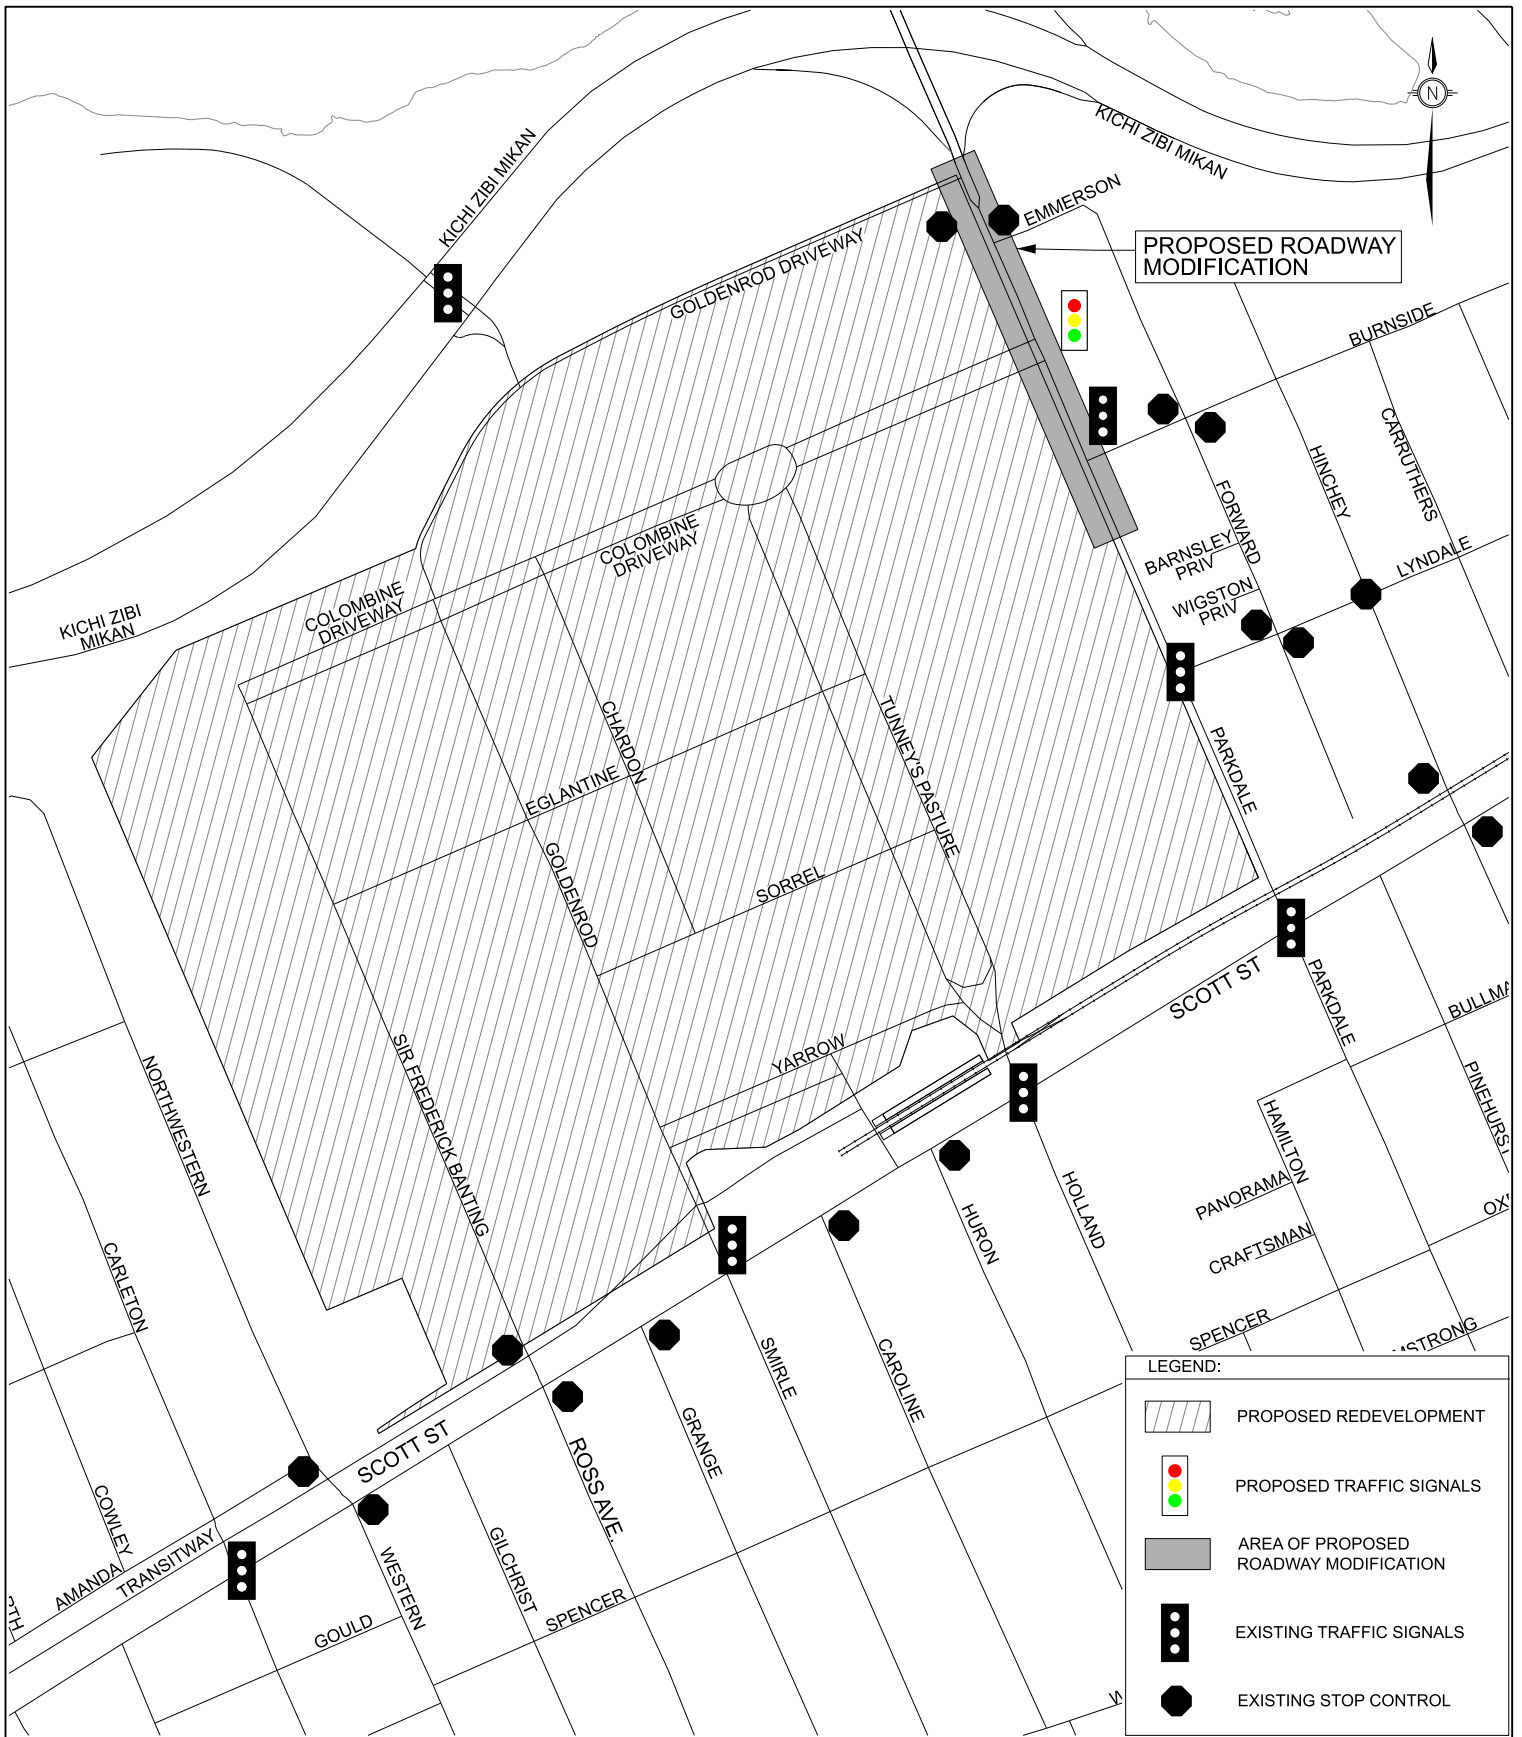 N
KICHI ZIBI MIKAN
KICHI ZIBI MIKAN
EMMERSON
PROPOSED ROADWAY
MODIFICATION
GOLDENROD DRIVEWAY
BURNSIDE
CARRUTHERS
HINCHEY
FORWARD
COLOMBINE
DRIVEWAY
BARNSLEY
PRIV
LYNDALE
WIGSTON
PRIV
COLOMBINE
DRIVEWAY
KICHI ZIBI
MIKAN
CHARDON
TUNNEY'S PASTURE
PARKDALE
EGLANTINE
GOLDENROD
SORREL
SCOTT ST
PARKDALE
BULLMA
YARROW
SIR FREDERICK BANTING
NORTHWESTERN
PINEHURST
HAMILTON
PANORAMA
HOLLAND
HURON
CRAFTSMAN
OXF
CARLETON
SPENCER
MSTRONG
SMIRLE
CAROLINE
GRANGE
SCOTT ST
ROSS AVE.
COWLEY
AMANDA
TRANSITWAY
WESTERN
GILCHRIST
SPENCER
GOULD
RTH
W
LEGEND:
PROPOSED REDEVELOPMENT
PROPOSED TRAFFIC SIGNALS
AREA OF PROPOSED
ROADWAY MODIFICATION
EXISTING TRAFFIC SIGNALS
EXISTING STOP CONTROL